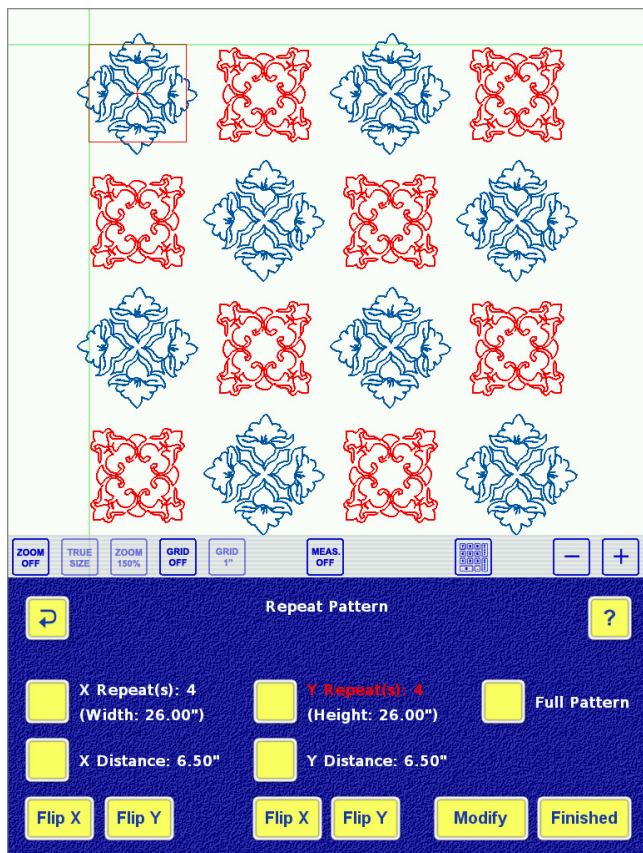 ZOOM OFF
TRUE SIZE
ZOOM 150%
GRID OFF
GRID 1"
MEAS. OFF
−
+
Repeat Pattern
?
X Repeat(s): 4
(Width: 26.00")
Y Repeat(s): 4
(Height: 26.00")
Full Pattern
X Distance: 6.50"
Y Distance: 6.50"
Flip X
Flip Y
Flip X
Flip Y
Modify
Finished